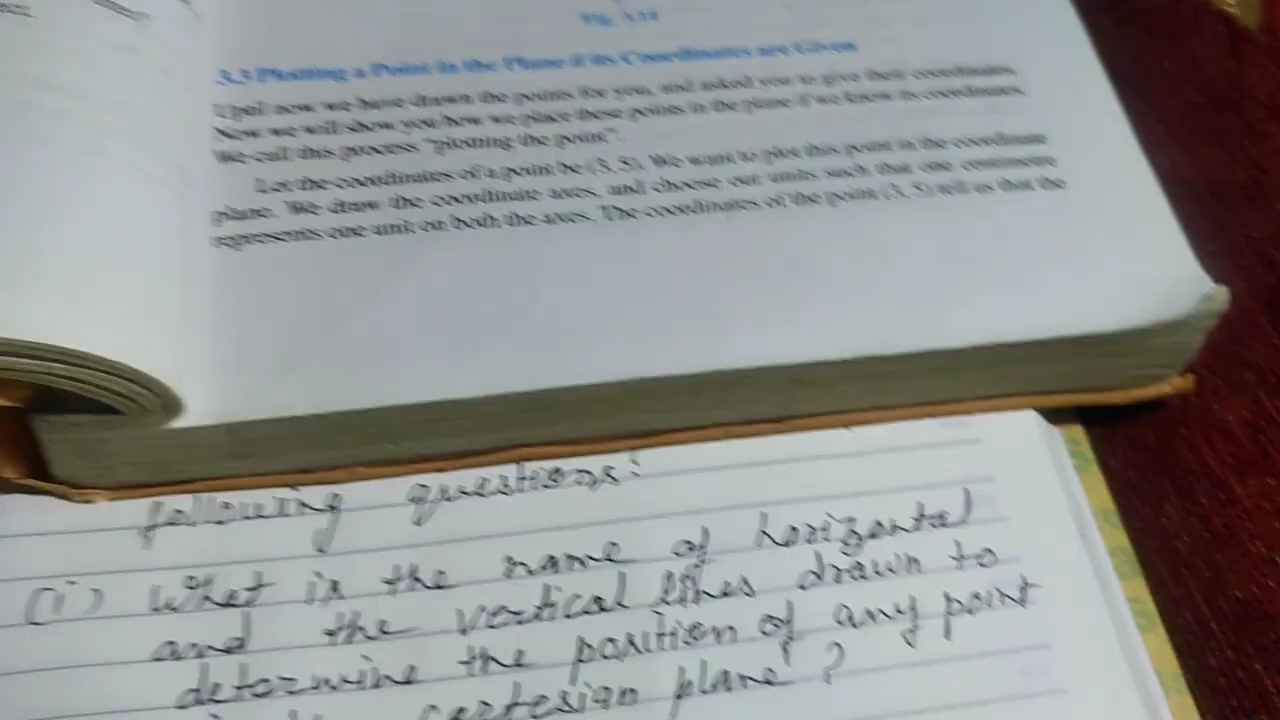 Fig. 3.14
3.3 Plotting a Point in the Plane if its Coordinates are Given
Uptil now we have drawn the points for you, and asked you to give their coordinates.
Now we will show you how we place these points in the plane if we know its coordinates.
We call this process "plotting the point".
Let the coordinates of a point be (3, 5). We want to plot this point in the coordinate
plane. We draw the coordinate axes, and choose our units such that one centimetre
represents one unit on both the axes. The coordinates of the point (3, 5) tell us that the
following questions:
(i) What is the name of horizontal
and the vertical lines drawn to
determine the position of any point
cartesian plane?